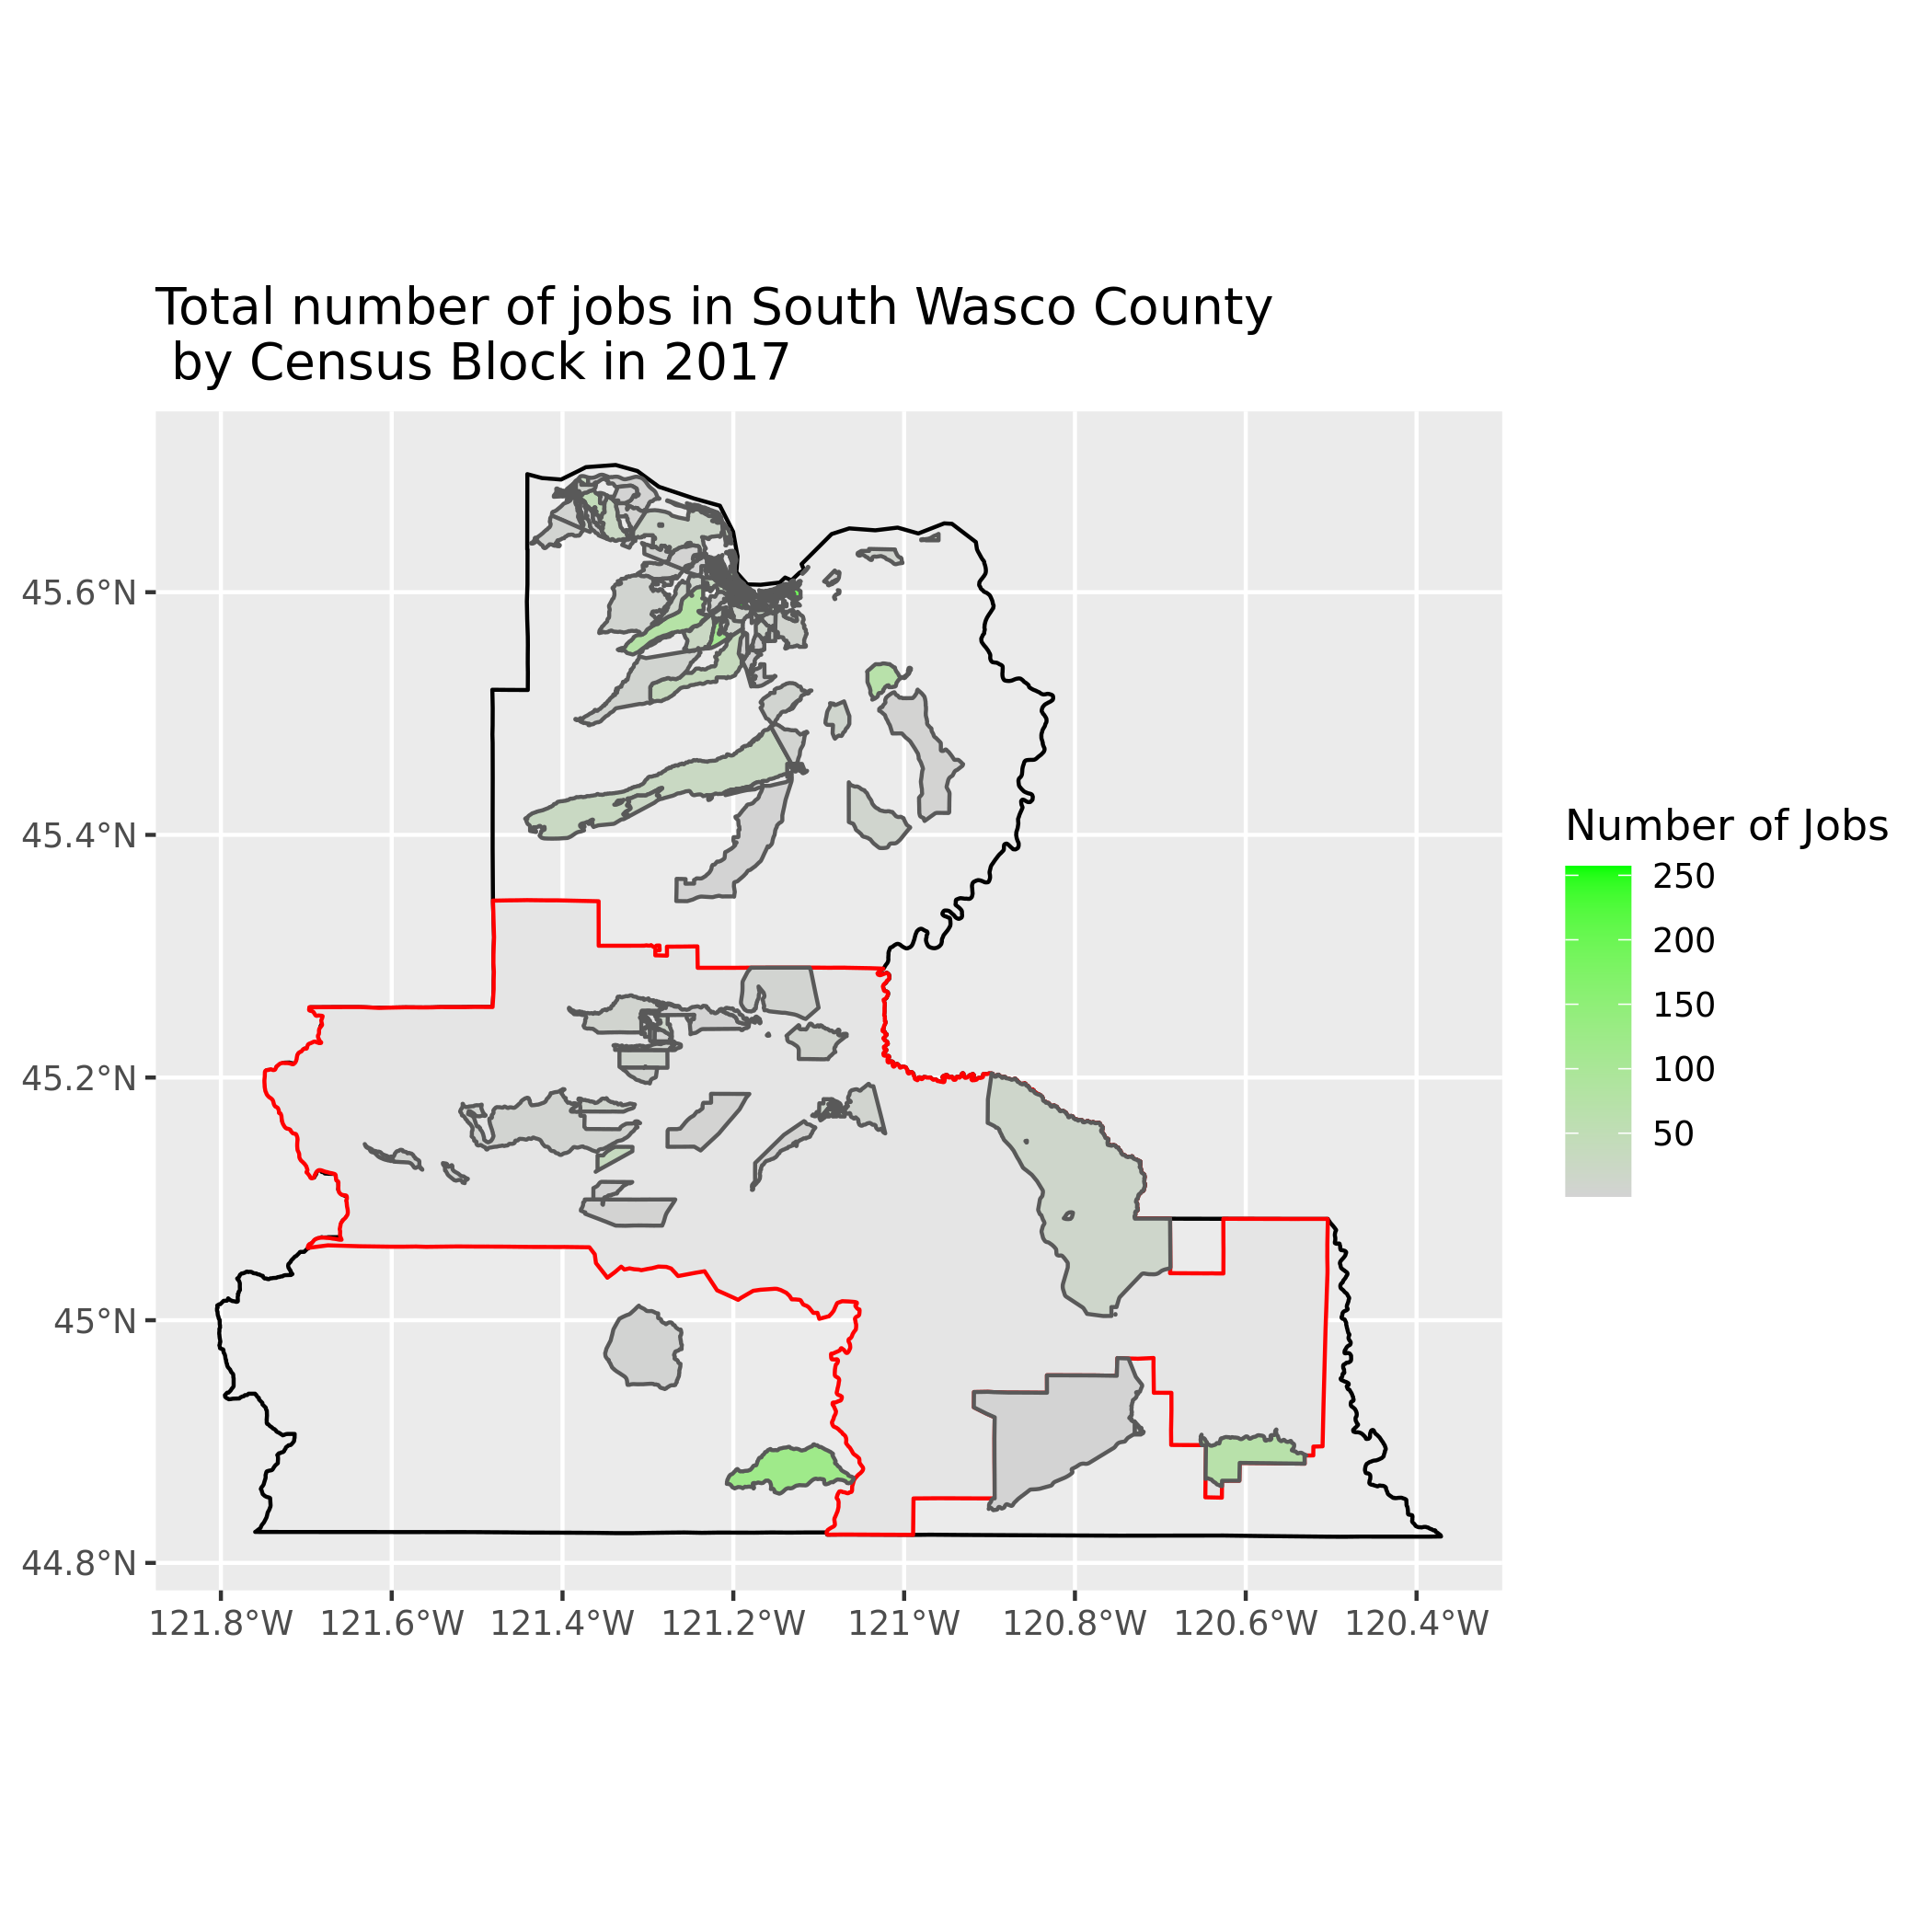 Total number of jobs in South Wasco County
by Census Block in 2017
45.6°N
45.4°N
45.2°N
45°N
44.8°N
121.8°W 121.6°W 121.4°W 121.2°W 121°W 120.8°W 120.6°W 120.4°W
Number of Jobs
250
200
150
100
50